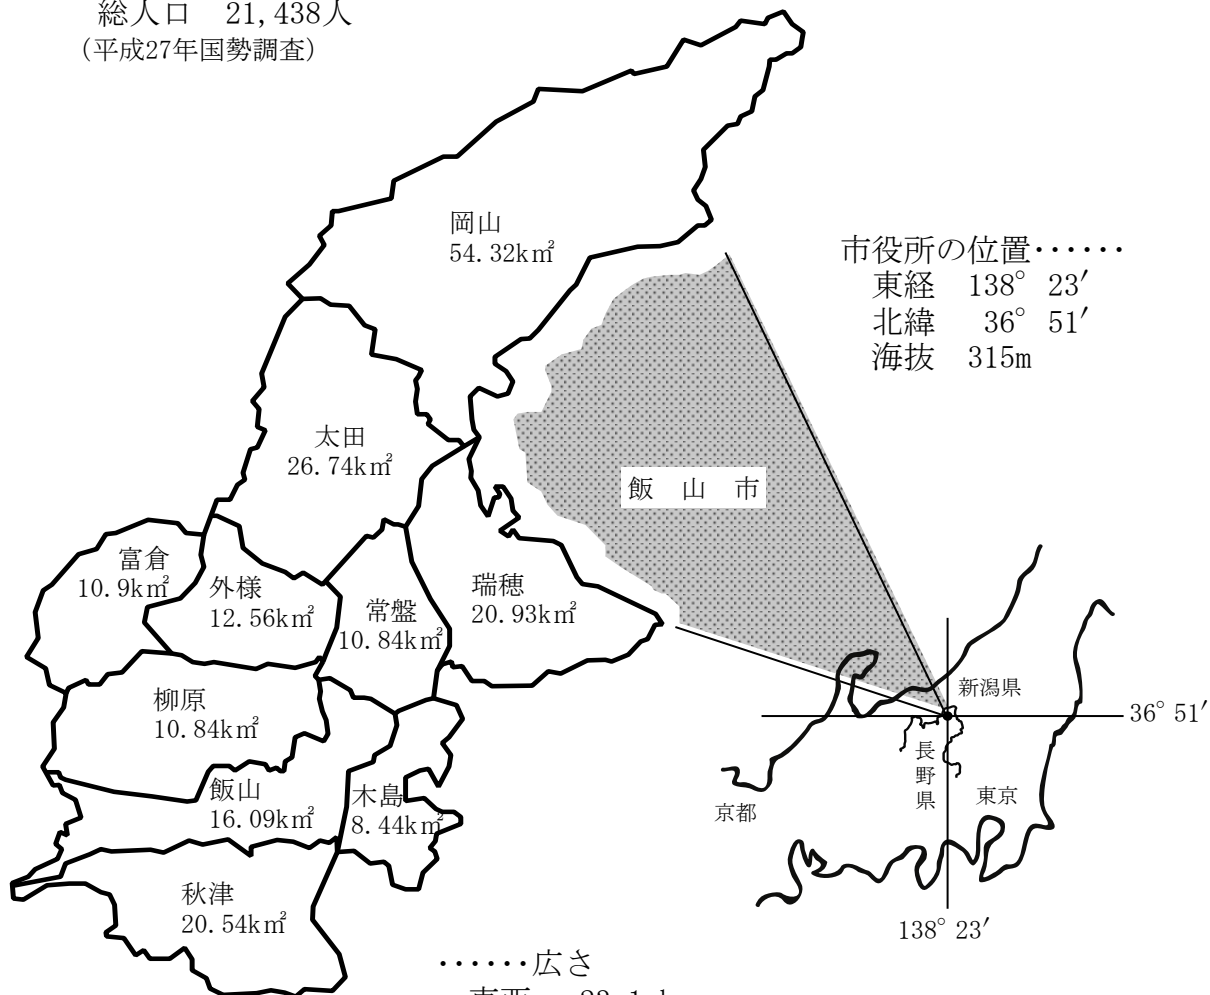 総人口 21,438人
(平成27年国勢調査)
岡山
54.32k㎡
市役所の位置······
東経 138° 23′
北緯 36° 51′
海抜 315m
太田
26.74k㎡
飯 山 市
富倉
10.9k㎡
外様
12.56k㎡
常盤
10.84k㎡
瑞穂
20.93k㎡
柳原
10.84k㎡
飯山
16.09k㎡
木島
8.44k㎡
秋津
20.54k㎡
新潟県
36° 51′
長野県
東京
京都
138° 23′
······広さ